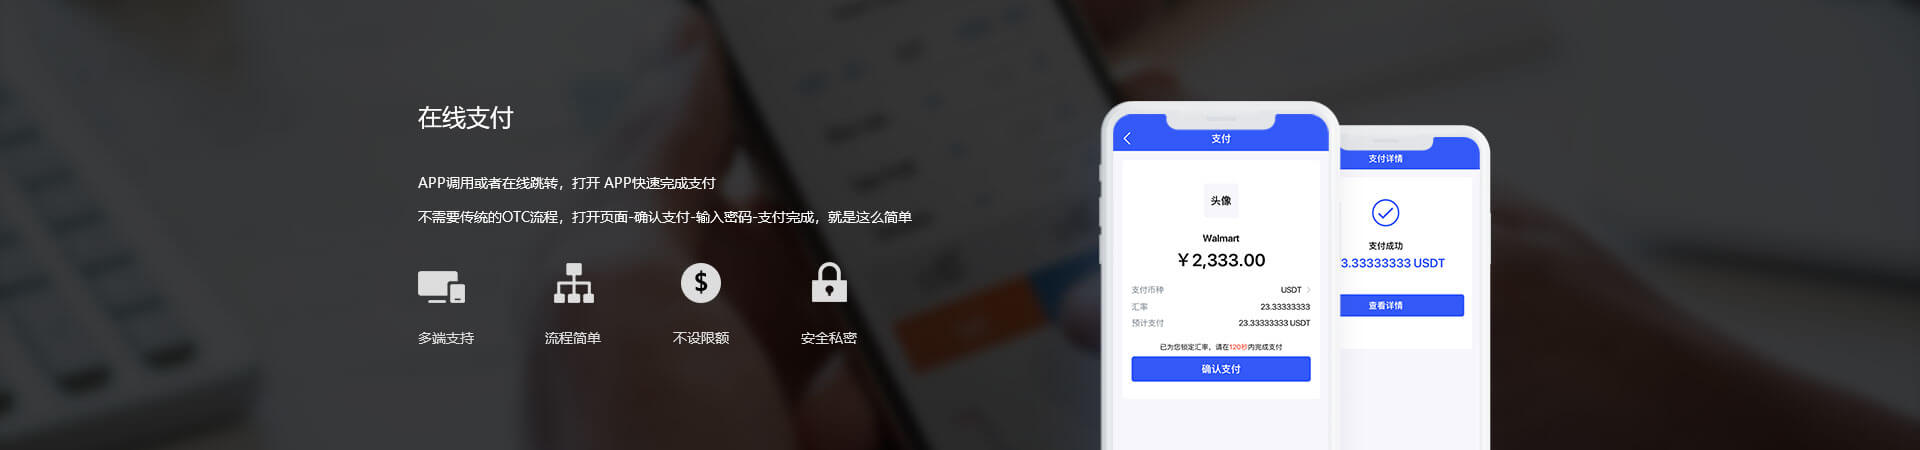 在线支付
APP调用或者在线跳转，打开 APP快速完成支付
不需要传统的OTC流程，打开页面-确认支付-输入密码-支付完成，就是这么简单
多端支持
流程简单
不设限额
安全私密
支付
头像
Walmart
￥2,333.00
支付币种 USDT
汇率 23.33333333
预计支付 23.33333333 USDT
已为您锁定汇率，请在120秒内完成支付
确认支付
支付详情
支付成功
3.33333333 USDT
查看详情